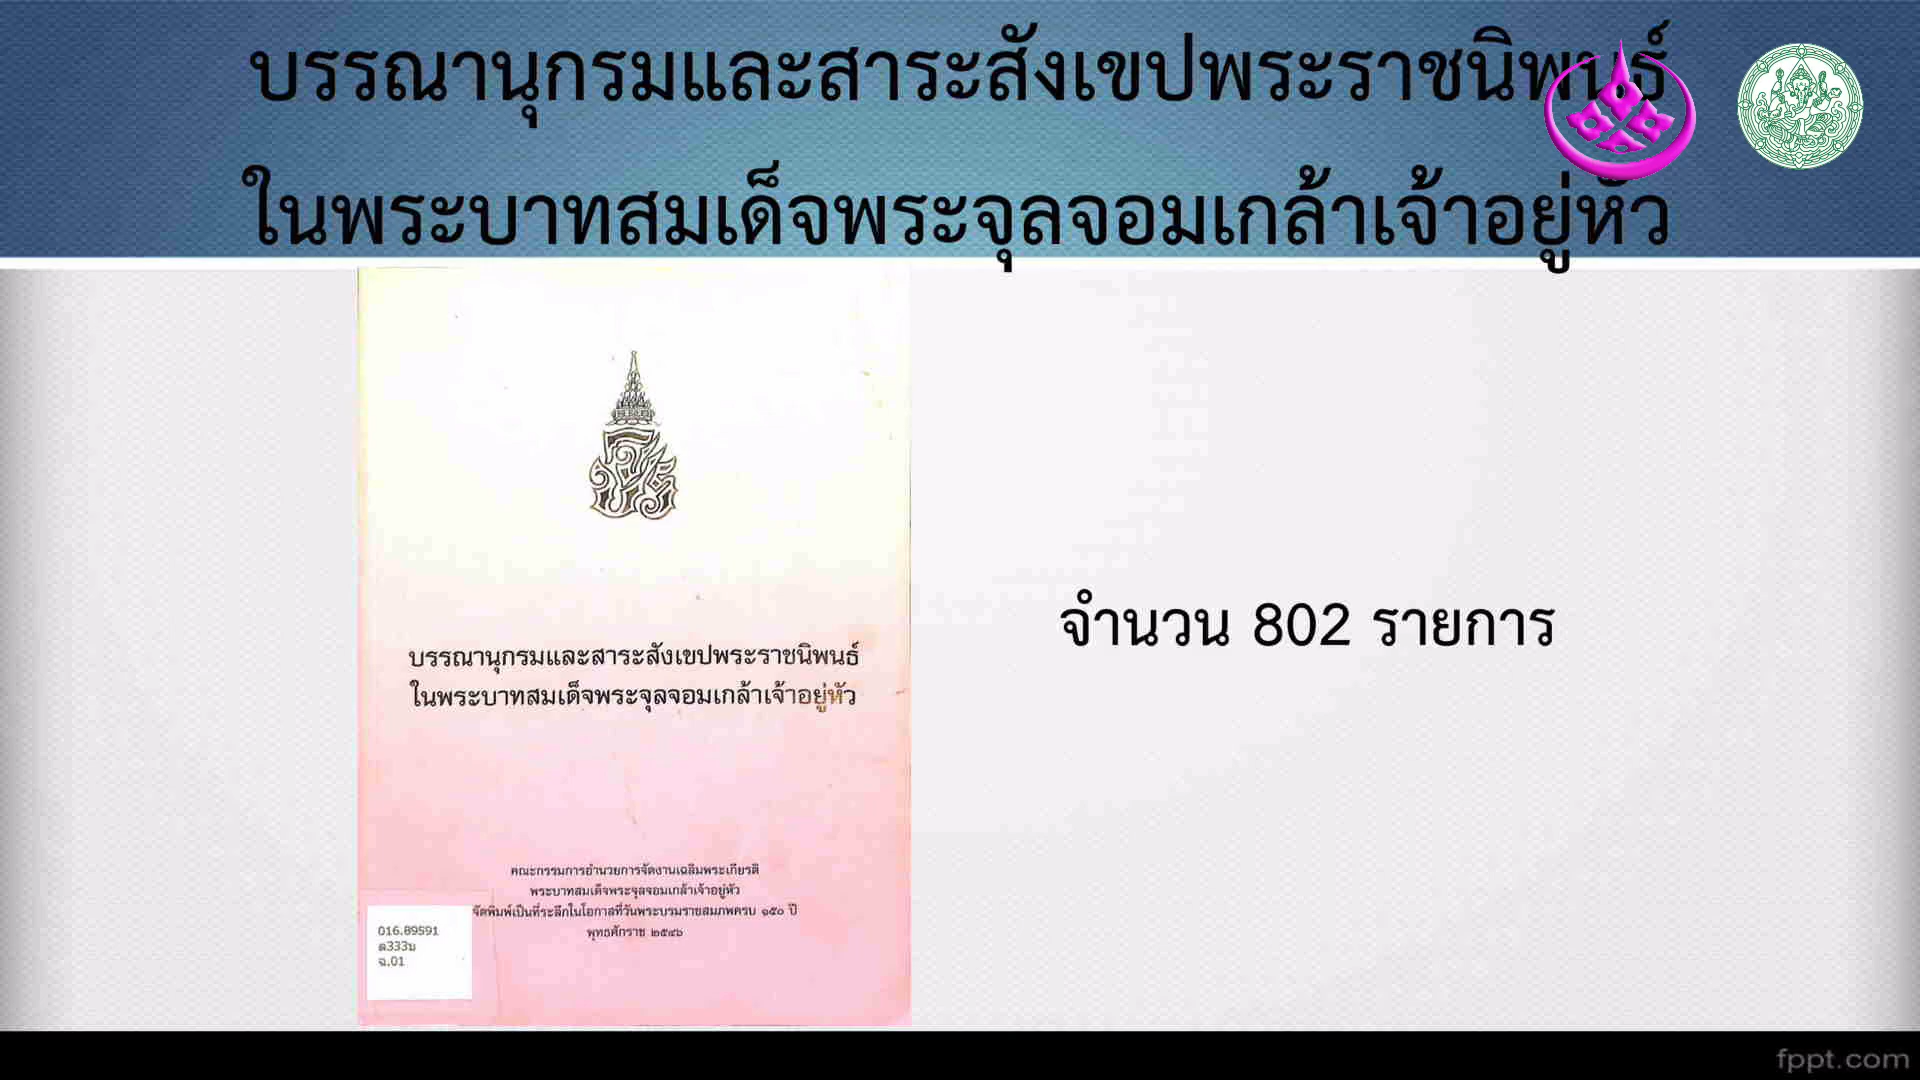 บรรณานุกรมและสาระสังเขปพระราชนิพนธ์
ในพระบาทสมเด็จพระจุลจอมเกล้าเจ้าอยู่หัว
บรรณานุกรมและสาระสังเขปพระราชนิพนธ์
ในพระบาทสมเด็จพระจุลจอมเกล้าเจ้าอยู่หัว
คณะกรรมการอำนวยการจัดงานเฉลิมพระเกียรติ
พระบาทสมเด็จพระจุลจอมเกล้าเจ้าอยู่หัว
จัดพิมพ์เป็นที่ระลึกในโอกาสที่วันพระบรมราชสมภพครบ ๑๕๐ ปี
พุทธศักราช ๒๕๔๖
016.89591
ด333บ
ฉ.01
จำนวน 802 รายการ
fppt.com